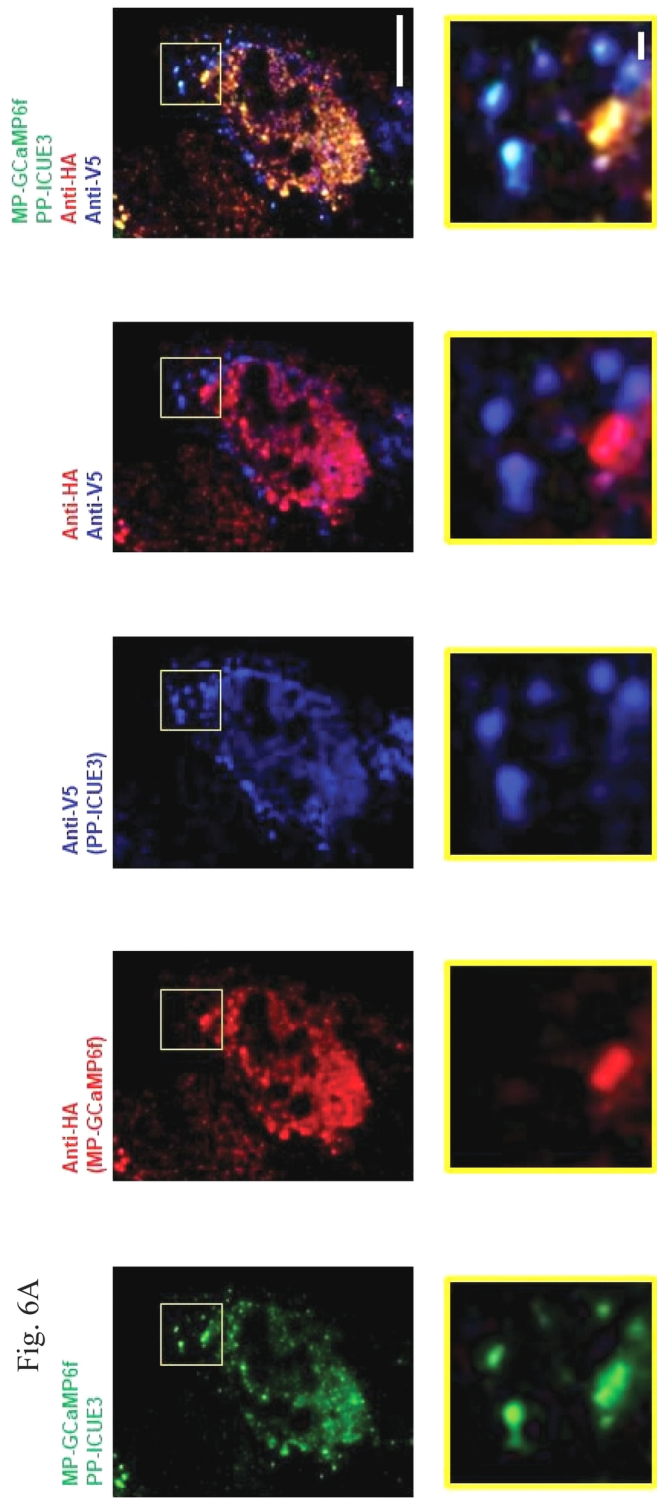 Fig. 6A
MP-GCaMP6f
PP-ICUE3
Anti-HA
(MP-GCaMP6f)
Anti-V5
(PP-ICUE3)
Anti-HA
Anti-V5
MP-GCaMP6f
PP-ICUE3
Anti-HA
Anti-V5